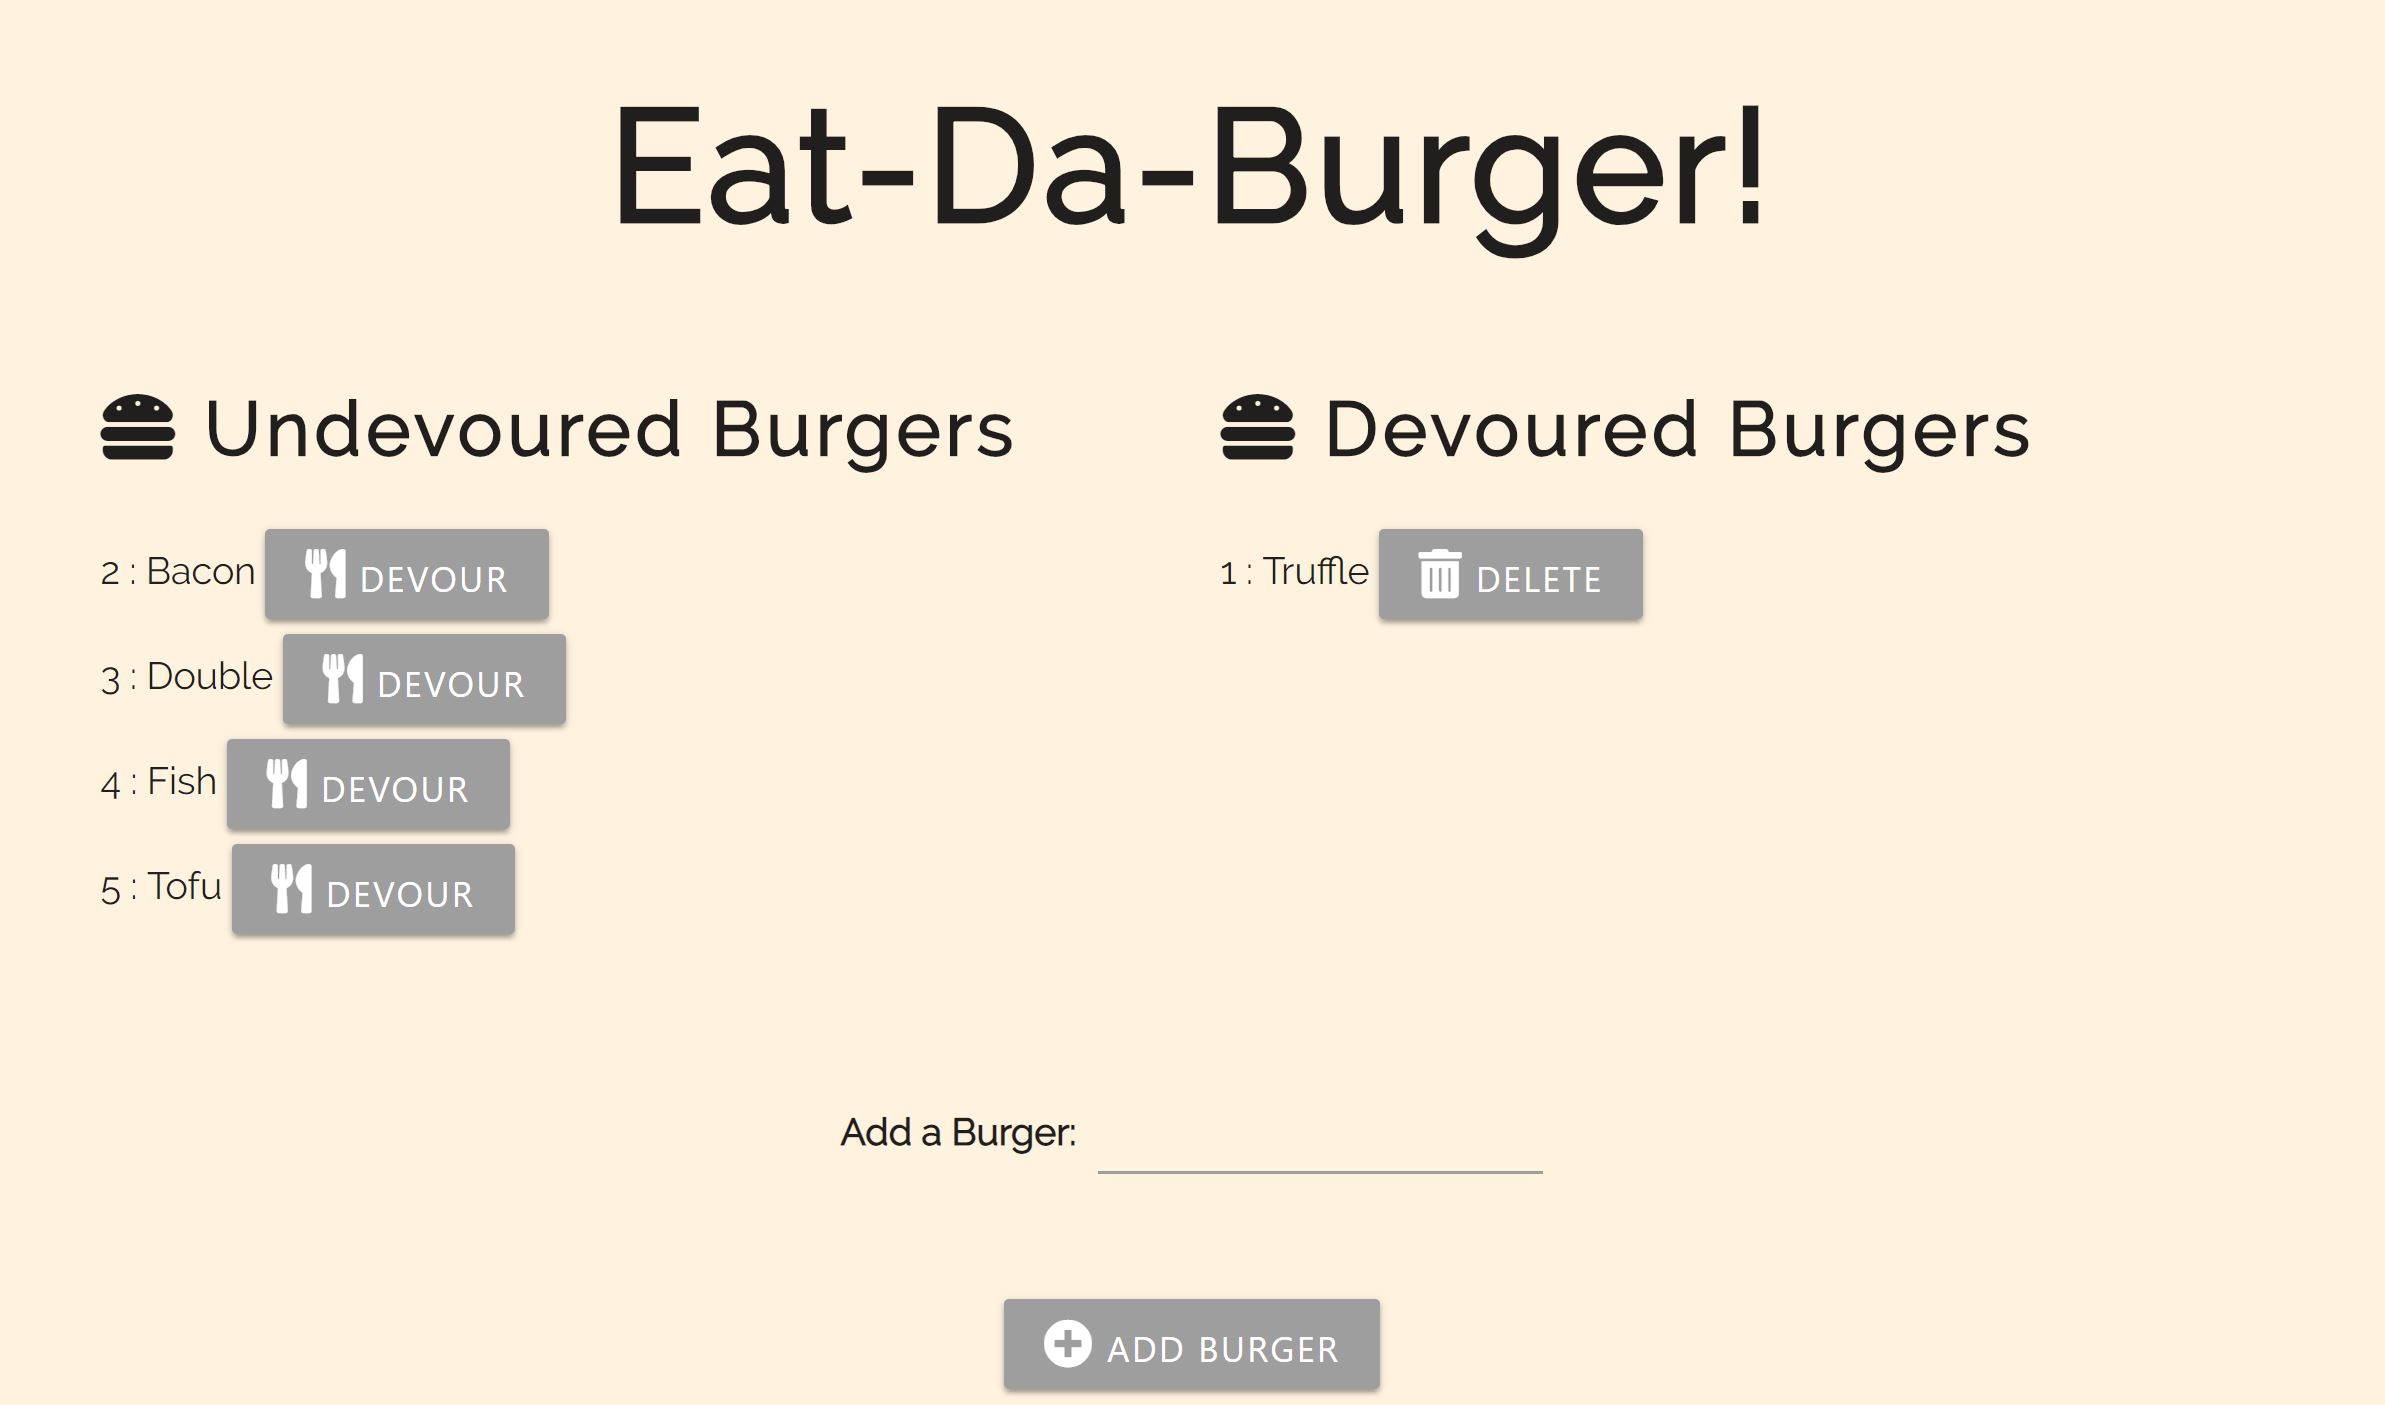 Eat-Da-Burger!
Undevoured Burgers
2 : Bacon DEVOUR
3 : Double DEVOUR
4 : Fish DEVOUR
5 : Tofu DEVOUR
Devoured Burgers
1 : Truffle DELETE
Add a Burger:
ADD BURGER